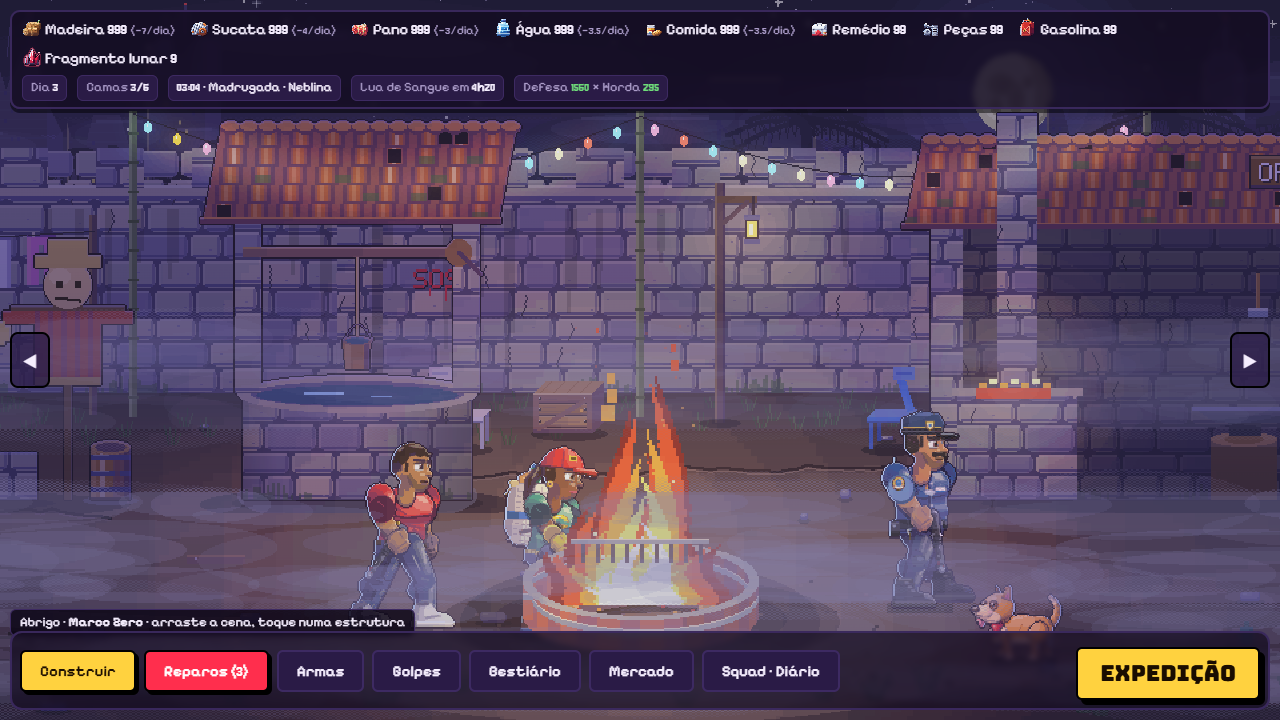 Madeira 999 (-7/dia) Sucata 999 (-4/dia) Pano 999 (-3/dia) Água 999 (-3.5/dia) Comida 999 (-3.5/dia) Remédio 99 Peças 99 Gasolina 99
Fragmento lunar 9
Dia 3 Camas 3/6 03:04 · Madrugada · Neblina Lua de Sangue em 4h20 Defesa 1560 × Horda 295
SOS
◀ ▶
Abrigo · Marco Zero · arraste a cena, toque numa estrutura
Construir Reparos (3) Armas Golpes Bestiário Mercado Squad · Diário EXPEDIÇÃO